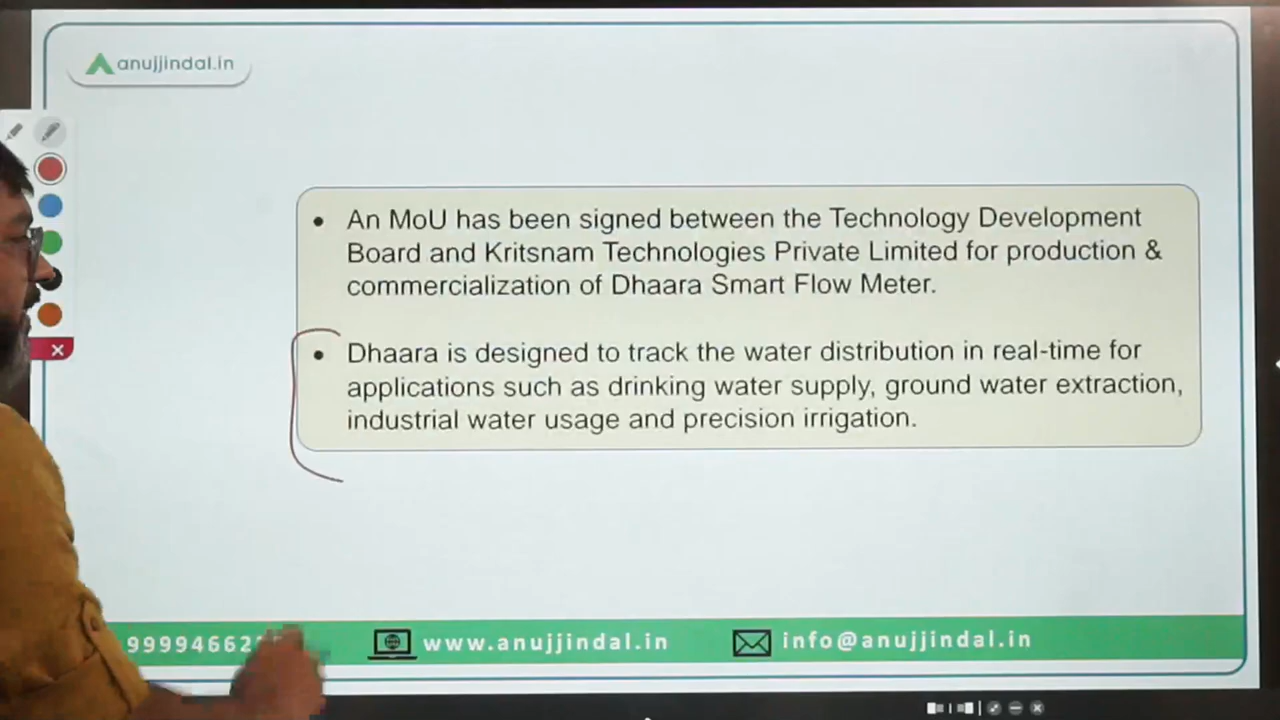 anujjindal.in
• An MoU has been signed between the Technology Development
Board and Kritsnam Technologies Private Limited for production &
commercialization of Dhaara Smart Flow Meter.
• Dhaara is designed to track the water distribution in real-time for
applications such as drinking water supply, ground water extraction,
industrial water usage and precision irrigation.
www.anujjindal.in info@anujjindal.in